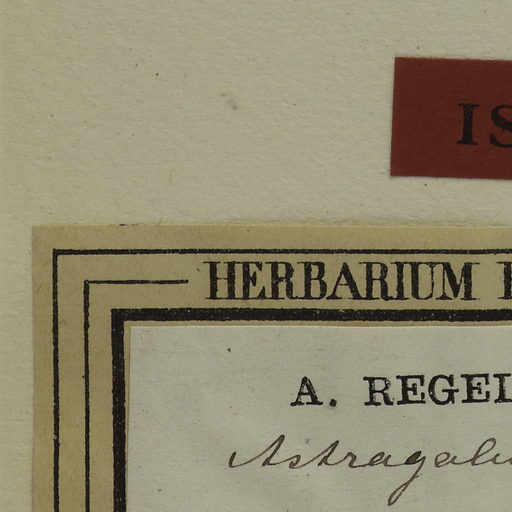 IS
HERBARIUM
A. REGEL
Astragalu